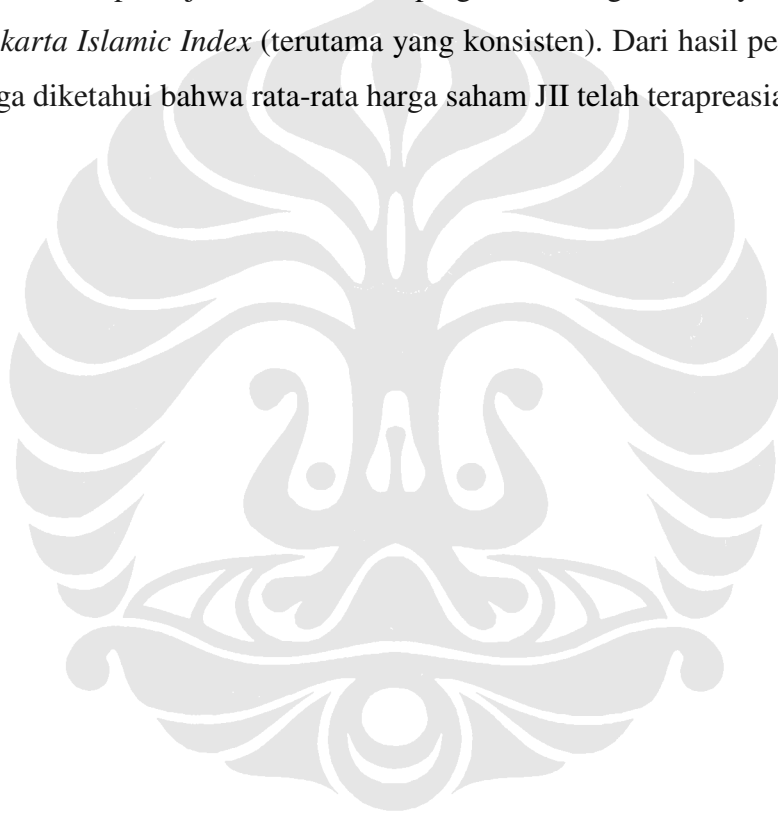 karta Islamic Index (terutama yang konsisten). Dari hasil pe
ga diketahui bahwa rata-rata harga saham JII telah terapreasia